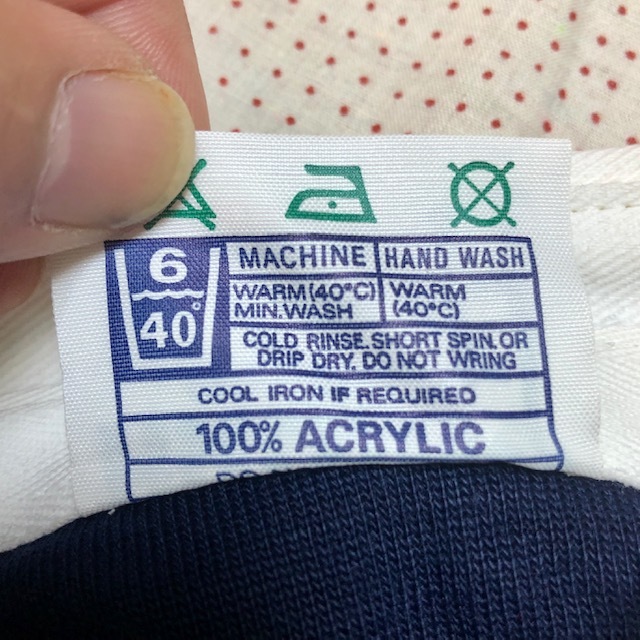 6
40°
MACHINE HAND WASH
WARM(40°C) WARM
MIN.WASH (40°C)
COLD RINSE.SHORT SPIN.OR
DRIP DRY. DO NOT WRING
COOL IRON IF REQUIRED
100% ACRYLIC